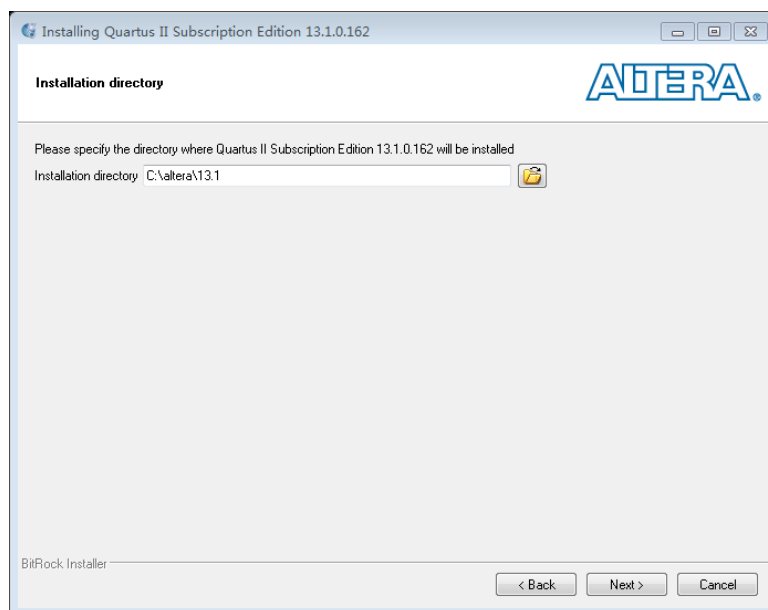 Installing Quartus II Subscription Edition 13.1.0.162
Installation directory
ALTERA®
Please specify the directory where Quartus II Subscription Edition 13.1.0.162 will be installed
Installation directory C:\altera\13.1
BitRock Installer
< Back Next > Cancel